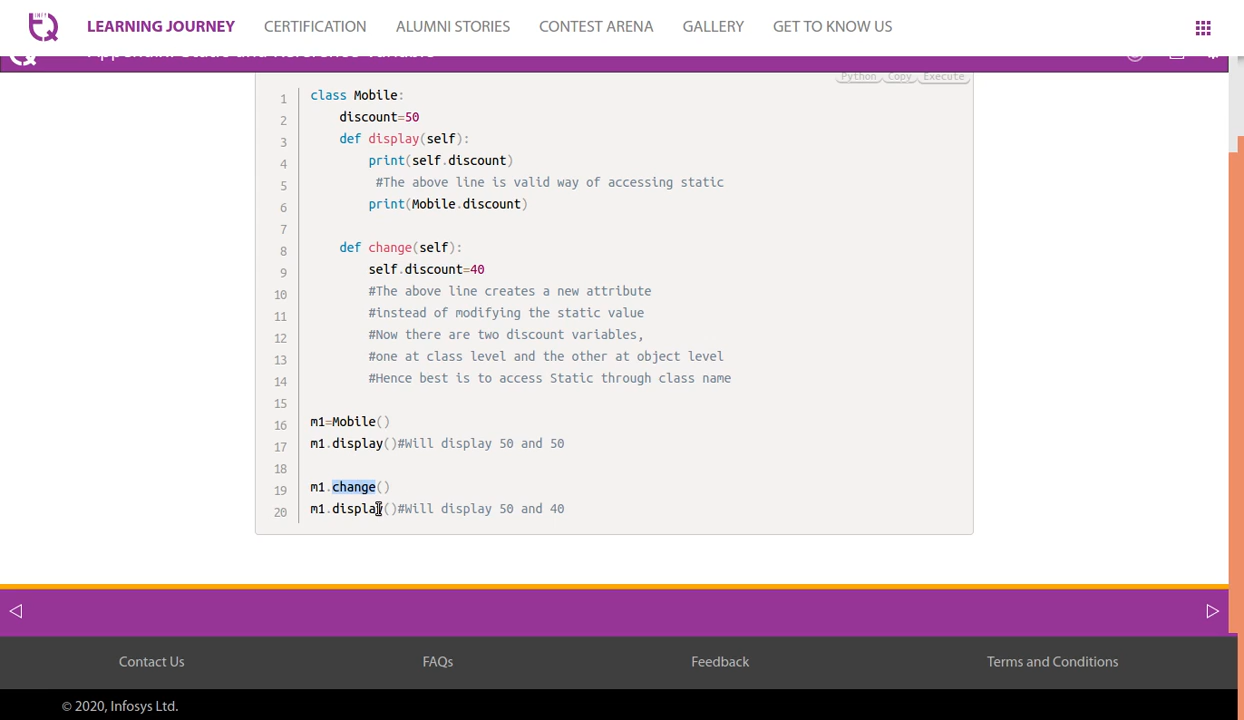 LEARNING JOURNEY CERTIFICATION ALUMNI STORIES CONTEST ARENA GALLERY GET TO KNOW US
Python Copy Execute
1 class Mobile:
2 discount=50
3 def display(self):
4 print(self.discount)
5 #The above line is valid way of accessing static
6 print(Mobile.discount)
7
8 def change(self):
9 self.discount=40
10 #The above line creates a new attribute
11 #instead of modifying the static value
12 #Now there are two discount variables,
13 #one at class level and the other at object level
14 #Hence best is to access Static through class name
15
16 m1=Mobile()
17 m1.display()#Will display 50 and 50
18
19 m1.change()
20 m1.display()#Will display 50 and 40
Contact Us FAQs Feedback Terms and Conditions
© 2020, Infosys Ltd.